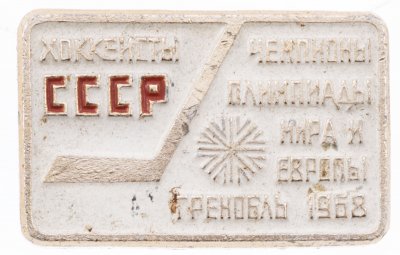 ХОККЕИСТЫ
СССР
ЧЕМПИОНЫ
ОЛИМПИАДЫ
МИРА И
ЕВРОПЫ
ГРЕНОБЛЬ 1968